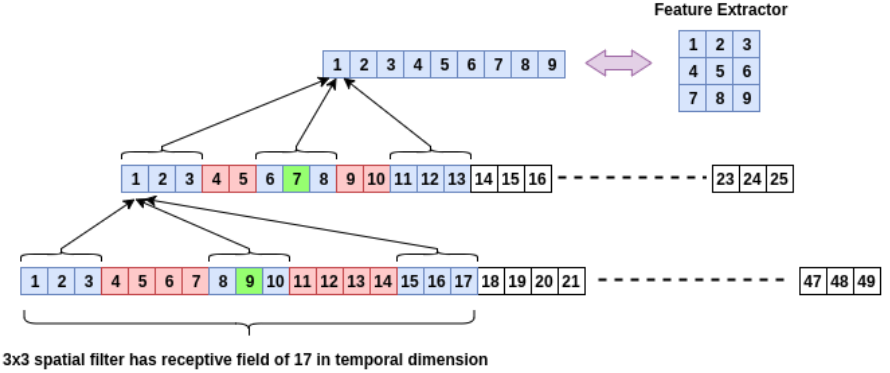 Feature Extractor
1 2 3 4 5 6 7 8 9
1 2 3
4 5 6
7 8 9
1 2 3 4 5 6 7 8 9 10 11 12 13 14 15 16 23 24 25
1 2 3 4 5 6 7 8 9 10 11 12 13 14 15 16 17 18 19 20 21 47 48 49
3x3 spatial filter has receptive field of 17 in temporal dimension